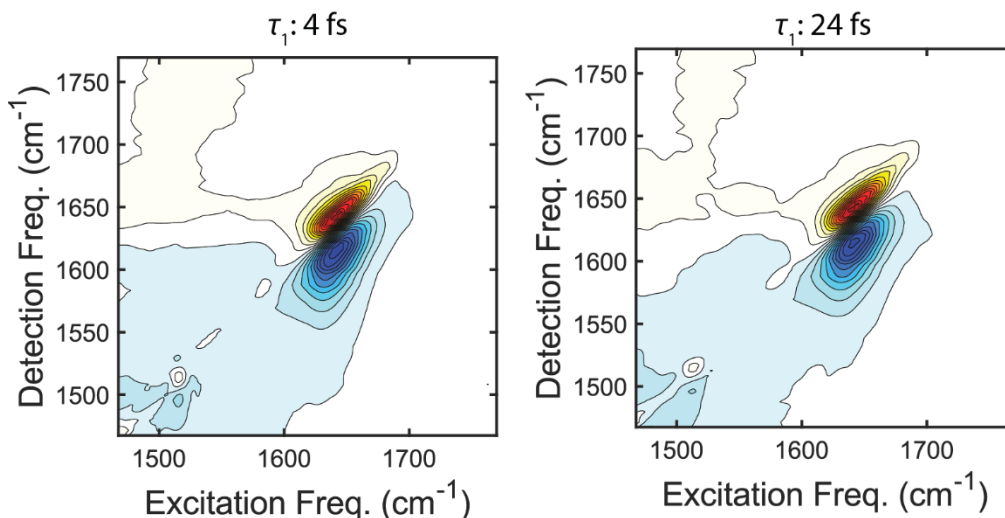 τ₁: 4 fs
1750
1700
1650
1600
1550
1500
1500 1600 1700
Detection Freq. (cm⁻¹)
Excitation Freq. (cm⁻¹)
τ₁: 24 fs
1750
1700
1650
1600
1550
1500
1500 1600 1700
Detection Freq. (cm⁻¹)
Excitation Freq. (cm⁻¹)